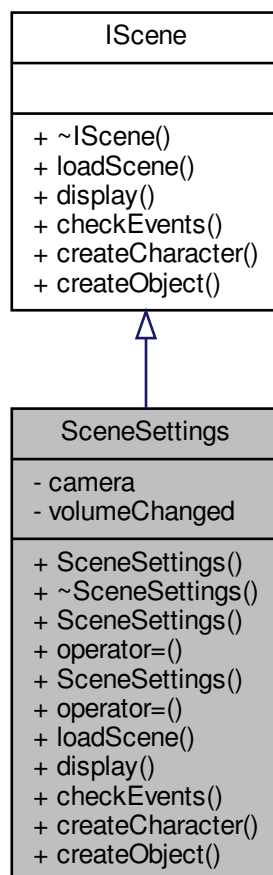 IScene
+ ~IScene()
+ loadScene()
+ display()
+ checkEvents()
+ createCharacter()
+ createObject()
SceneSettings
- camera
- volumeChanged
+ SceneSettings()
+ ~SceneSettings()
+ SceneSettings()
+ operator=()
+ SceneSettings()
+ operator=()
+ loadScene()
+ display()
+ checkEvents()
+ createCharacter()
+ createObject()